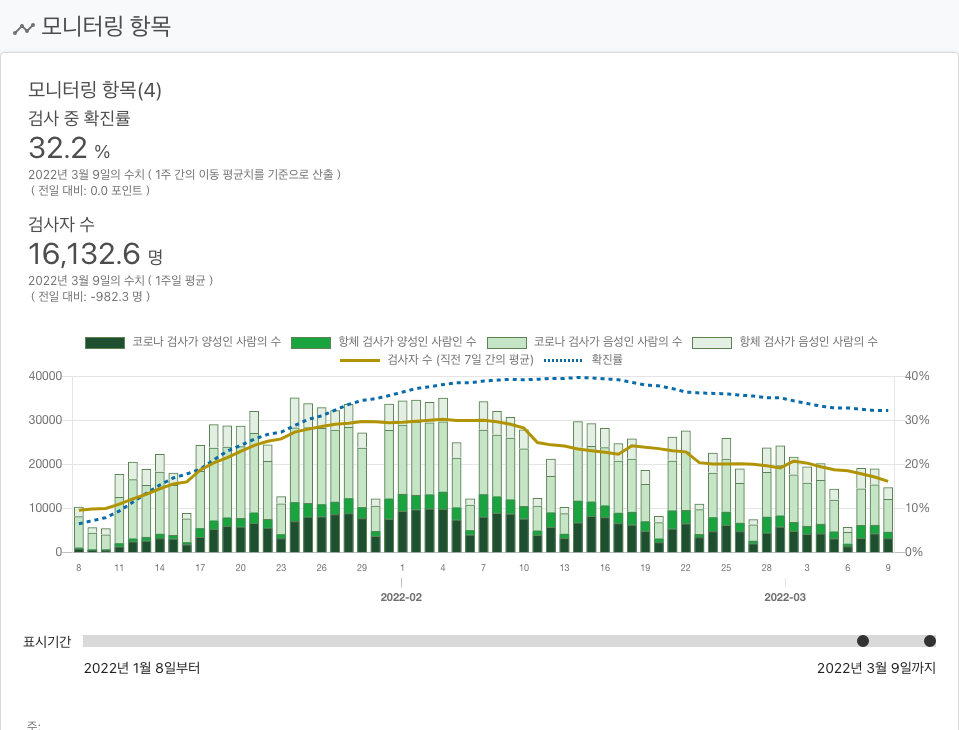 모니터링 항목
모니터링 항목(4)
검사 중 확진률
32.2 %
2022년 3월 9일의 수치 ( 1주 간의 이동 평균치를 기준으로 산출 )
( 전일 대비: 0.0 포인트 )
검사자 수
16,132.6 명
2022년 3월 9일의 수치 ( 1주일 평균 )
( 전일 대비: -982.3 명 )
코로나 검사가 양성인 사람의 수 항체 검사가 양성인 사람인 수 코로나 검사가 음성인 사람의 수 항체 검사가 음성인 사람의 수
검사자 수 (직전 7일 간의 평균) 확진률
40000 40%
30000 30%
20000 20%
10000 10%
0 0%
8 11 14 17 20 23 26 29 1 4 7 10 13 16 19 22 25 28 3 6 9
2022-02 2022-03
표시기간
2022년 1월 8일부터 2022년 3월 9일까지
주: